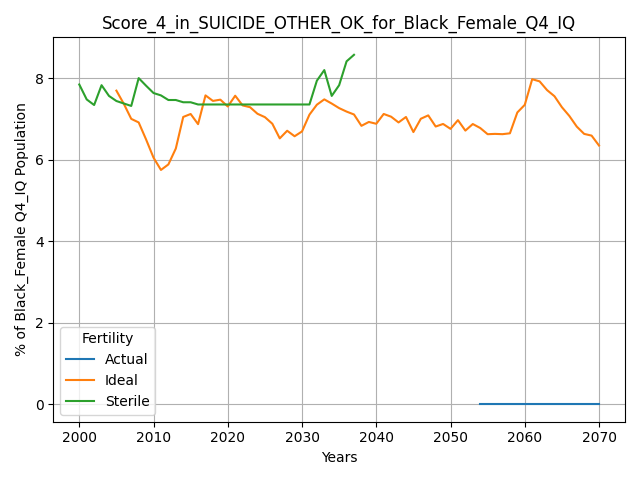 Score_4_in_SUICIDE_OTHER_OK_for_Black_Female_Q4_IQ
% of Black_Female Q4_IQ Population
8
6
4
2
0
Fertility
Actual
Ideal
Sterile
2000 2010 2020 2030 2040 2050 2060 2070
Years